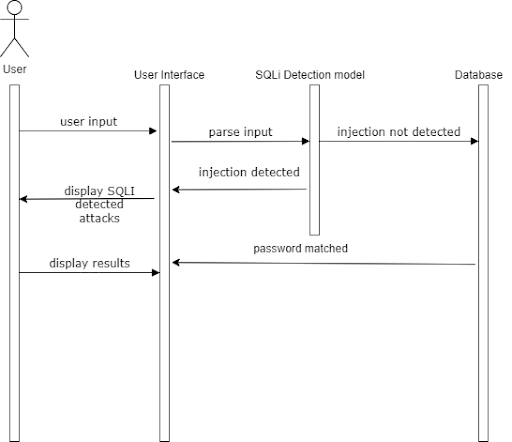 User
User Interface
SQLi Detection model
Database
user input
parse input
injection not detected
injection detected
display SQLI
detected
attacks
password matched
display results